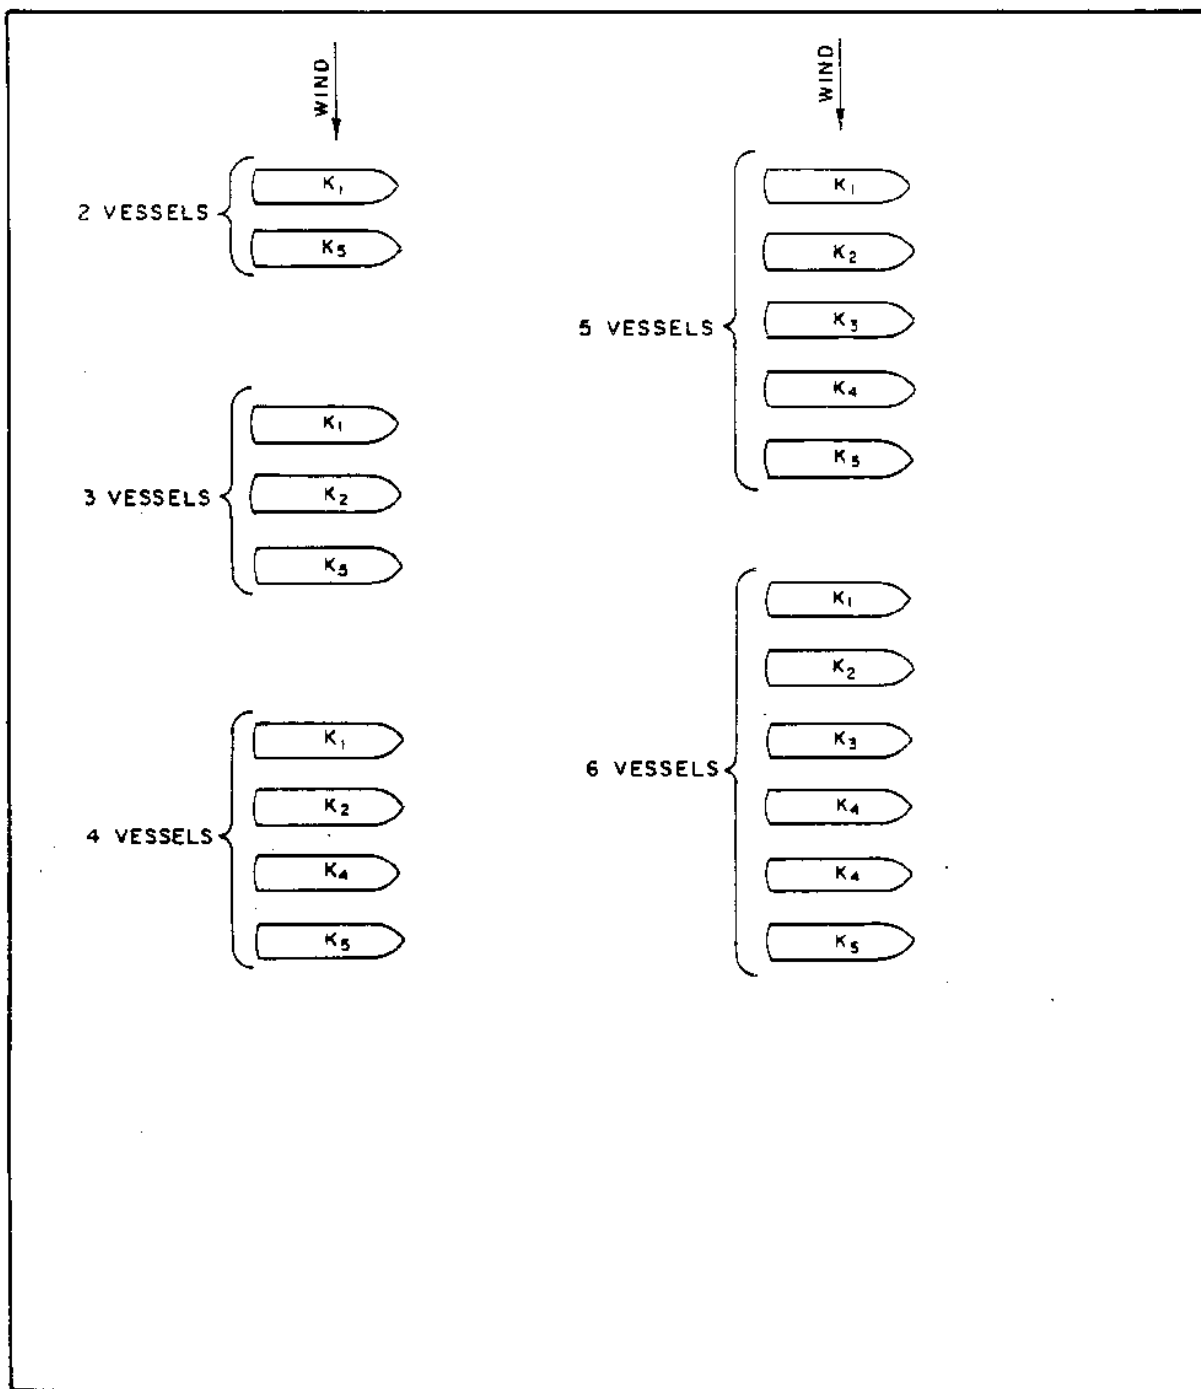 WIND
K₁
2 VESSELS
K₅
K₁
3 VESSELS
K₂
K₅
K₁
K₂
4 VESSELS
K₄
K₅
WIND
K₁
K₂
5 VESSELS
K₃
K₄
K₅
K₁
K₂
K₃
6 VESSELS
K₄
K₄
K₅